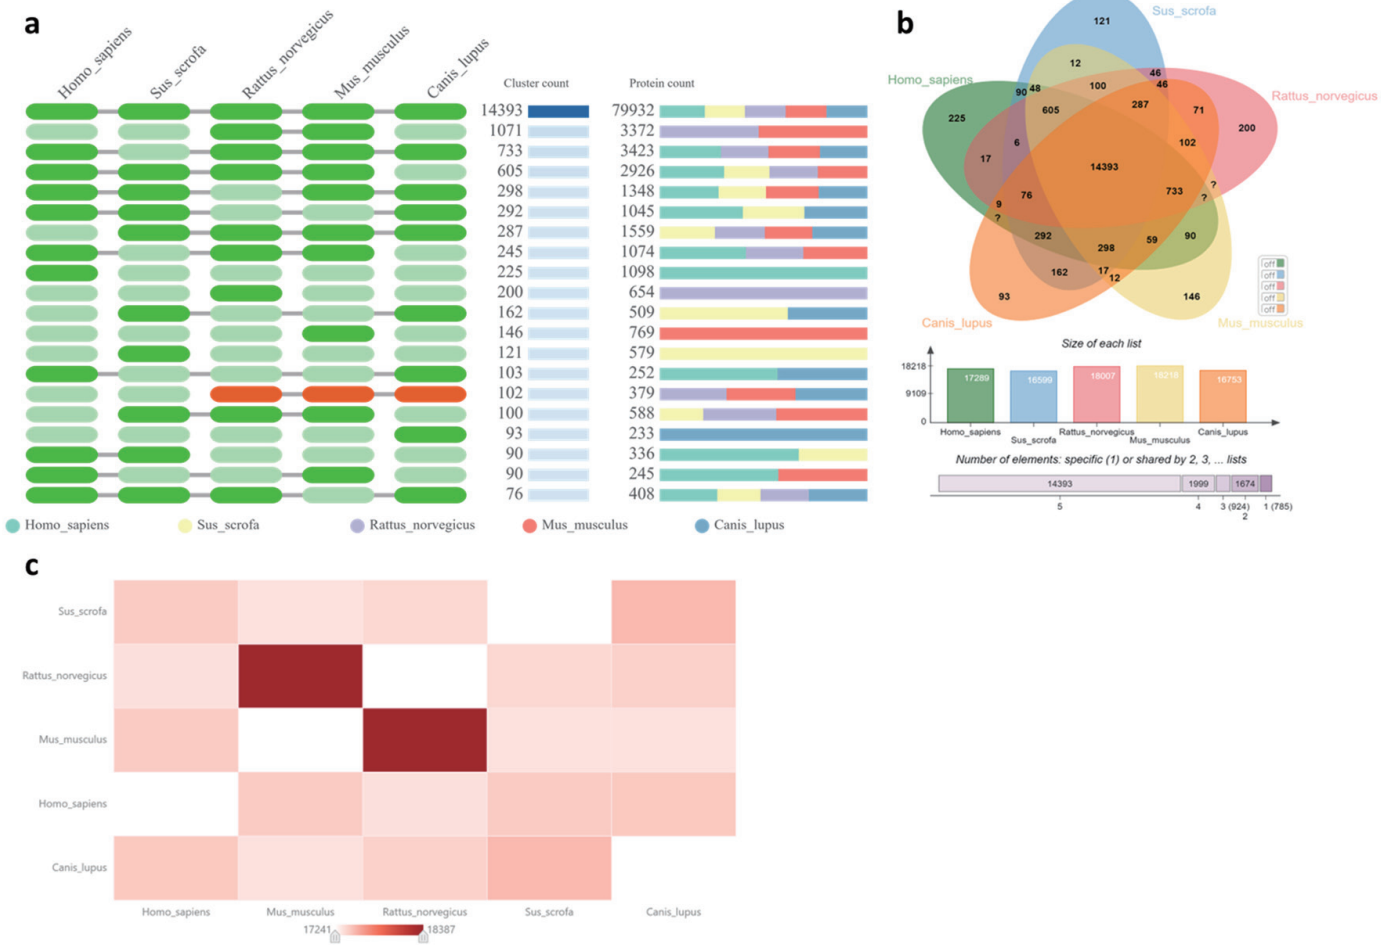 a
Homo_sapiens
Sus_scrofa
Rattus_norvegicus
Mus_musculus
Canis_lupus
Cluster count
Protein count
14393 79932
1071 3372
733 3423
605 2926
298 1348
292 1045
287 1559
245 1074
225 1098
200 654
162 509
146 769
121 579
103 252
102 379
100 588
93 233
90 336
90 245
76 408
Homo_sapiens
Sus_scrofa
Rattus_norvegicus
Mus_musculus
Canis_lupus
b
121
Sus_scrofa
12
46
Homo_sapiens
90
48
100
46
Rattus_norvegicus
225
605
287
71
200
6
102
17
14393
76
733
?
9
?
?
292
298
59
90
162
17
12
off
off
off
off
off
93
146
Canis_lupus
Mus_musculus
Size of each list
18218
9109
0
17289
16599
18007
18218
16753
Homo_sapiens
Sus_scrofa
Rattus_norvegicus
Mus_musculus
Canis_lupus
Number of elements: specific (1) or shared by 2, 3, ... lists
14393 1999 1674
5 4 3 (924) 1 (785)
2
c
Sus_scrofa
Rattus_norvegicus
Mus_musculus
Homo_sapiens
Canis_lupus
Homo_sapiens Mus_musculus Rattus_norvegicus Sus_scrofa Canis_lupus
17241 18387